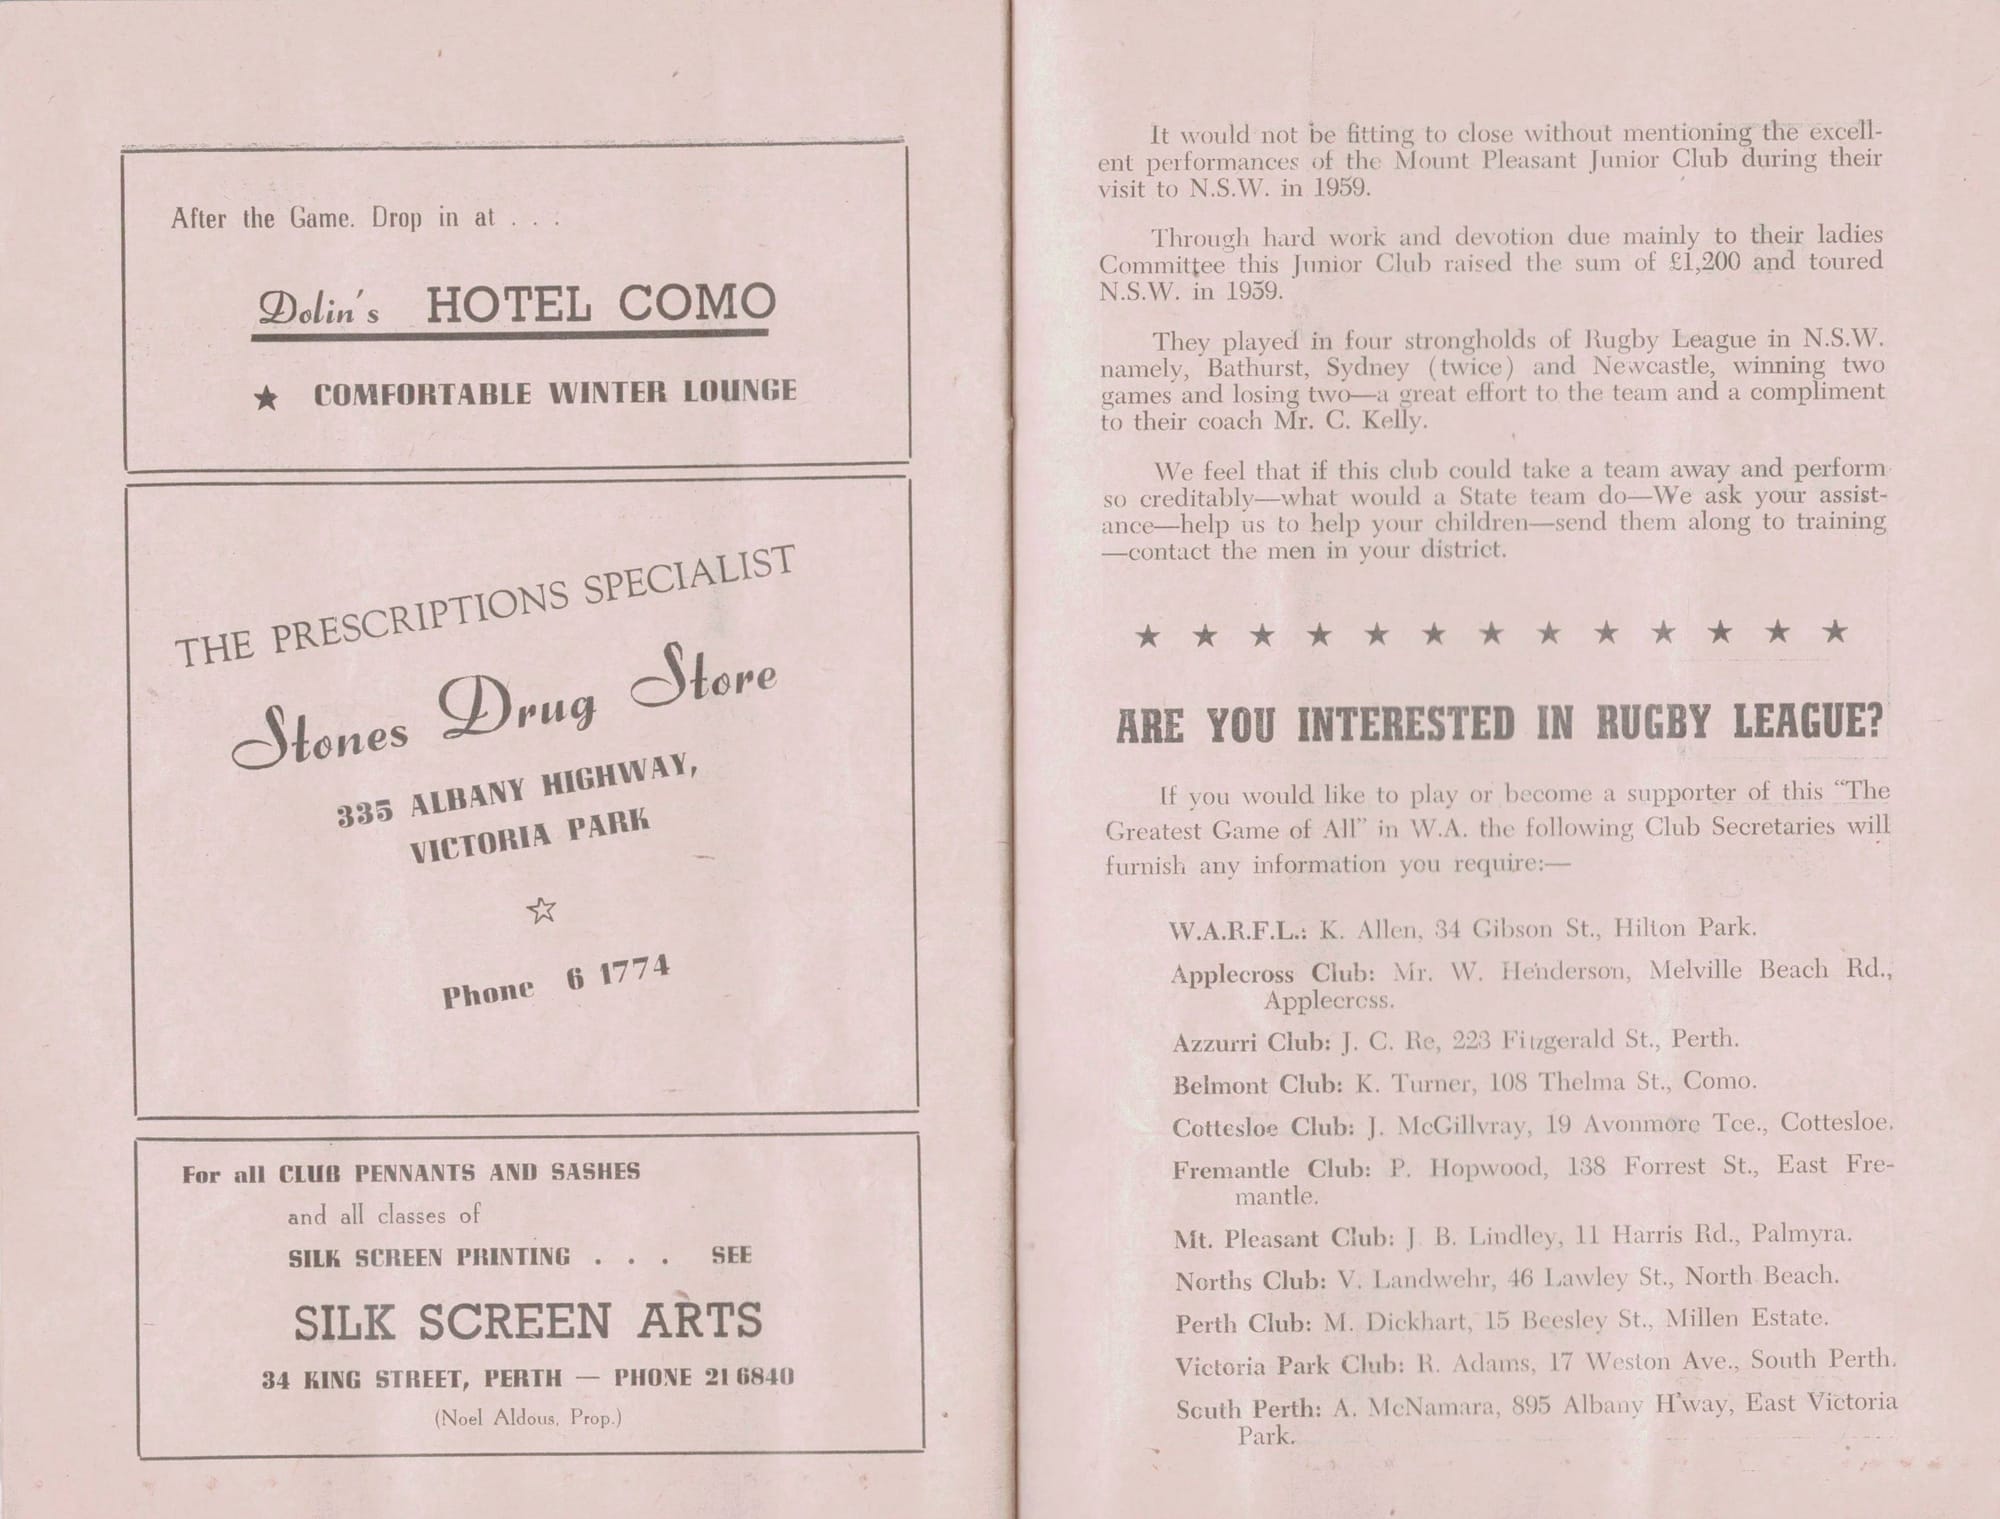 After the Game. Drop in at . . .
Dolin's HOTEL COMO
★ COMFORTABLE WINTER LOUNGE
THE PRESCRIPTIONS SPECIALIST
Stones Drug Store
335 ALBANY HIGHWAY,
VICTORIA PARK
☆
Phone 6 1774
For all CLUB PENNANTS AND SASHES
and all classes of
SILK SCREEN PRINTING . . . SEE
SILK SCREEN ARTS
34 KING STREET, PERTH — PHONE 21 6840
(Noel Aldous, Prop.)
It would not be fitting to close without mentioning the excell-
ent performances of the Mount Pleasant Junior Club during their
visit to N.S.W. in 1959.
Through hard work and devotion due mainly to their ladies
Committee this Junior Club raised the sum of £1,200 and toured
N.S.W. in 1959.
They played in four strongholds of Rugby League in N.S.W.
namely, Bathurst, Sydney (twice) and Newcastle, winning two
games and losing two—a great effort to the team and a compliment
to their coach Mr. C. Kelly.
We feel that if this club could take a team away and perform
so creditably—what would a State team do—We ask your assist-
ance—help us to help your children—send them along to training
—contact the men in your district.
★ ★ ★ ★ ★ ★ ★ ★ ★ ★ ★ ★ ★
ARE YOU INTERESTED IN RUGBY LEAGUE?
If you would like to play or become a supporter of this “The
Greatest Game of All” in W.A. the following Club Secretaries will
furnish any information you require:—
W.A.R.F.L.: K. Allen, 34 Gibson St., Hilton Park.
Applecross Club: Mr. W. Henderson, Melville Beach Rd.,
Applecross.
Azzurri Club: J. C. Re, 223 Fitzgerald St., Perth.
Belmont Club: K. Turner, 108 Thelma St., Como.
Cottesloe Club: J. McGillvray, 19 Avonmore Tce., Cottesloe.
Fremantle Club: P. Hopwood, 138 Forrest St., East Fre-
mantle.
Mt. Pleasant Club: J. B. Lindley, 11 Harris Rd., Palmyra.
Norths Club: V. Landwehr, 46 Lawley St., North Beach.
Perth Club: M. Dickhart, 15 Beesley St., Millen Estate.
Victoria Park Club: R. Adams, 17 Weston Ave., South Perth.
South Perth: A. McNamara, 895 Albany H'way, East Victoria
Park.